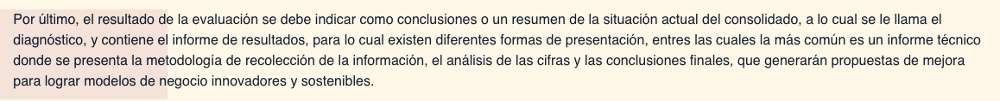 Por último, el resultado de la evaluación se debe indicar como conclusiones o un resumen de la situación actual del consolidado, a lo cual se le llama el
diagnóstico, y contiene el informe de resultados, para lo cual existen diferentes formas de presentación, entres las cuales la más común es un informe técnico
donde se presenta la metodología de recolección de la información, el análisis de las cifras y las conclusiones finales, que generarán propuestas de mejora
para lograr modelos de negocio innovadores y sostenibles.